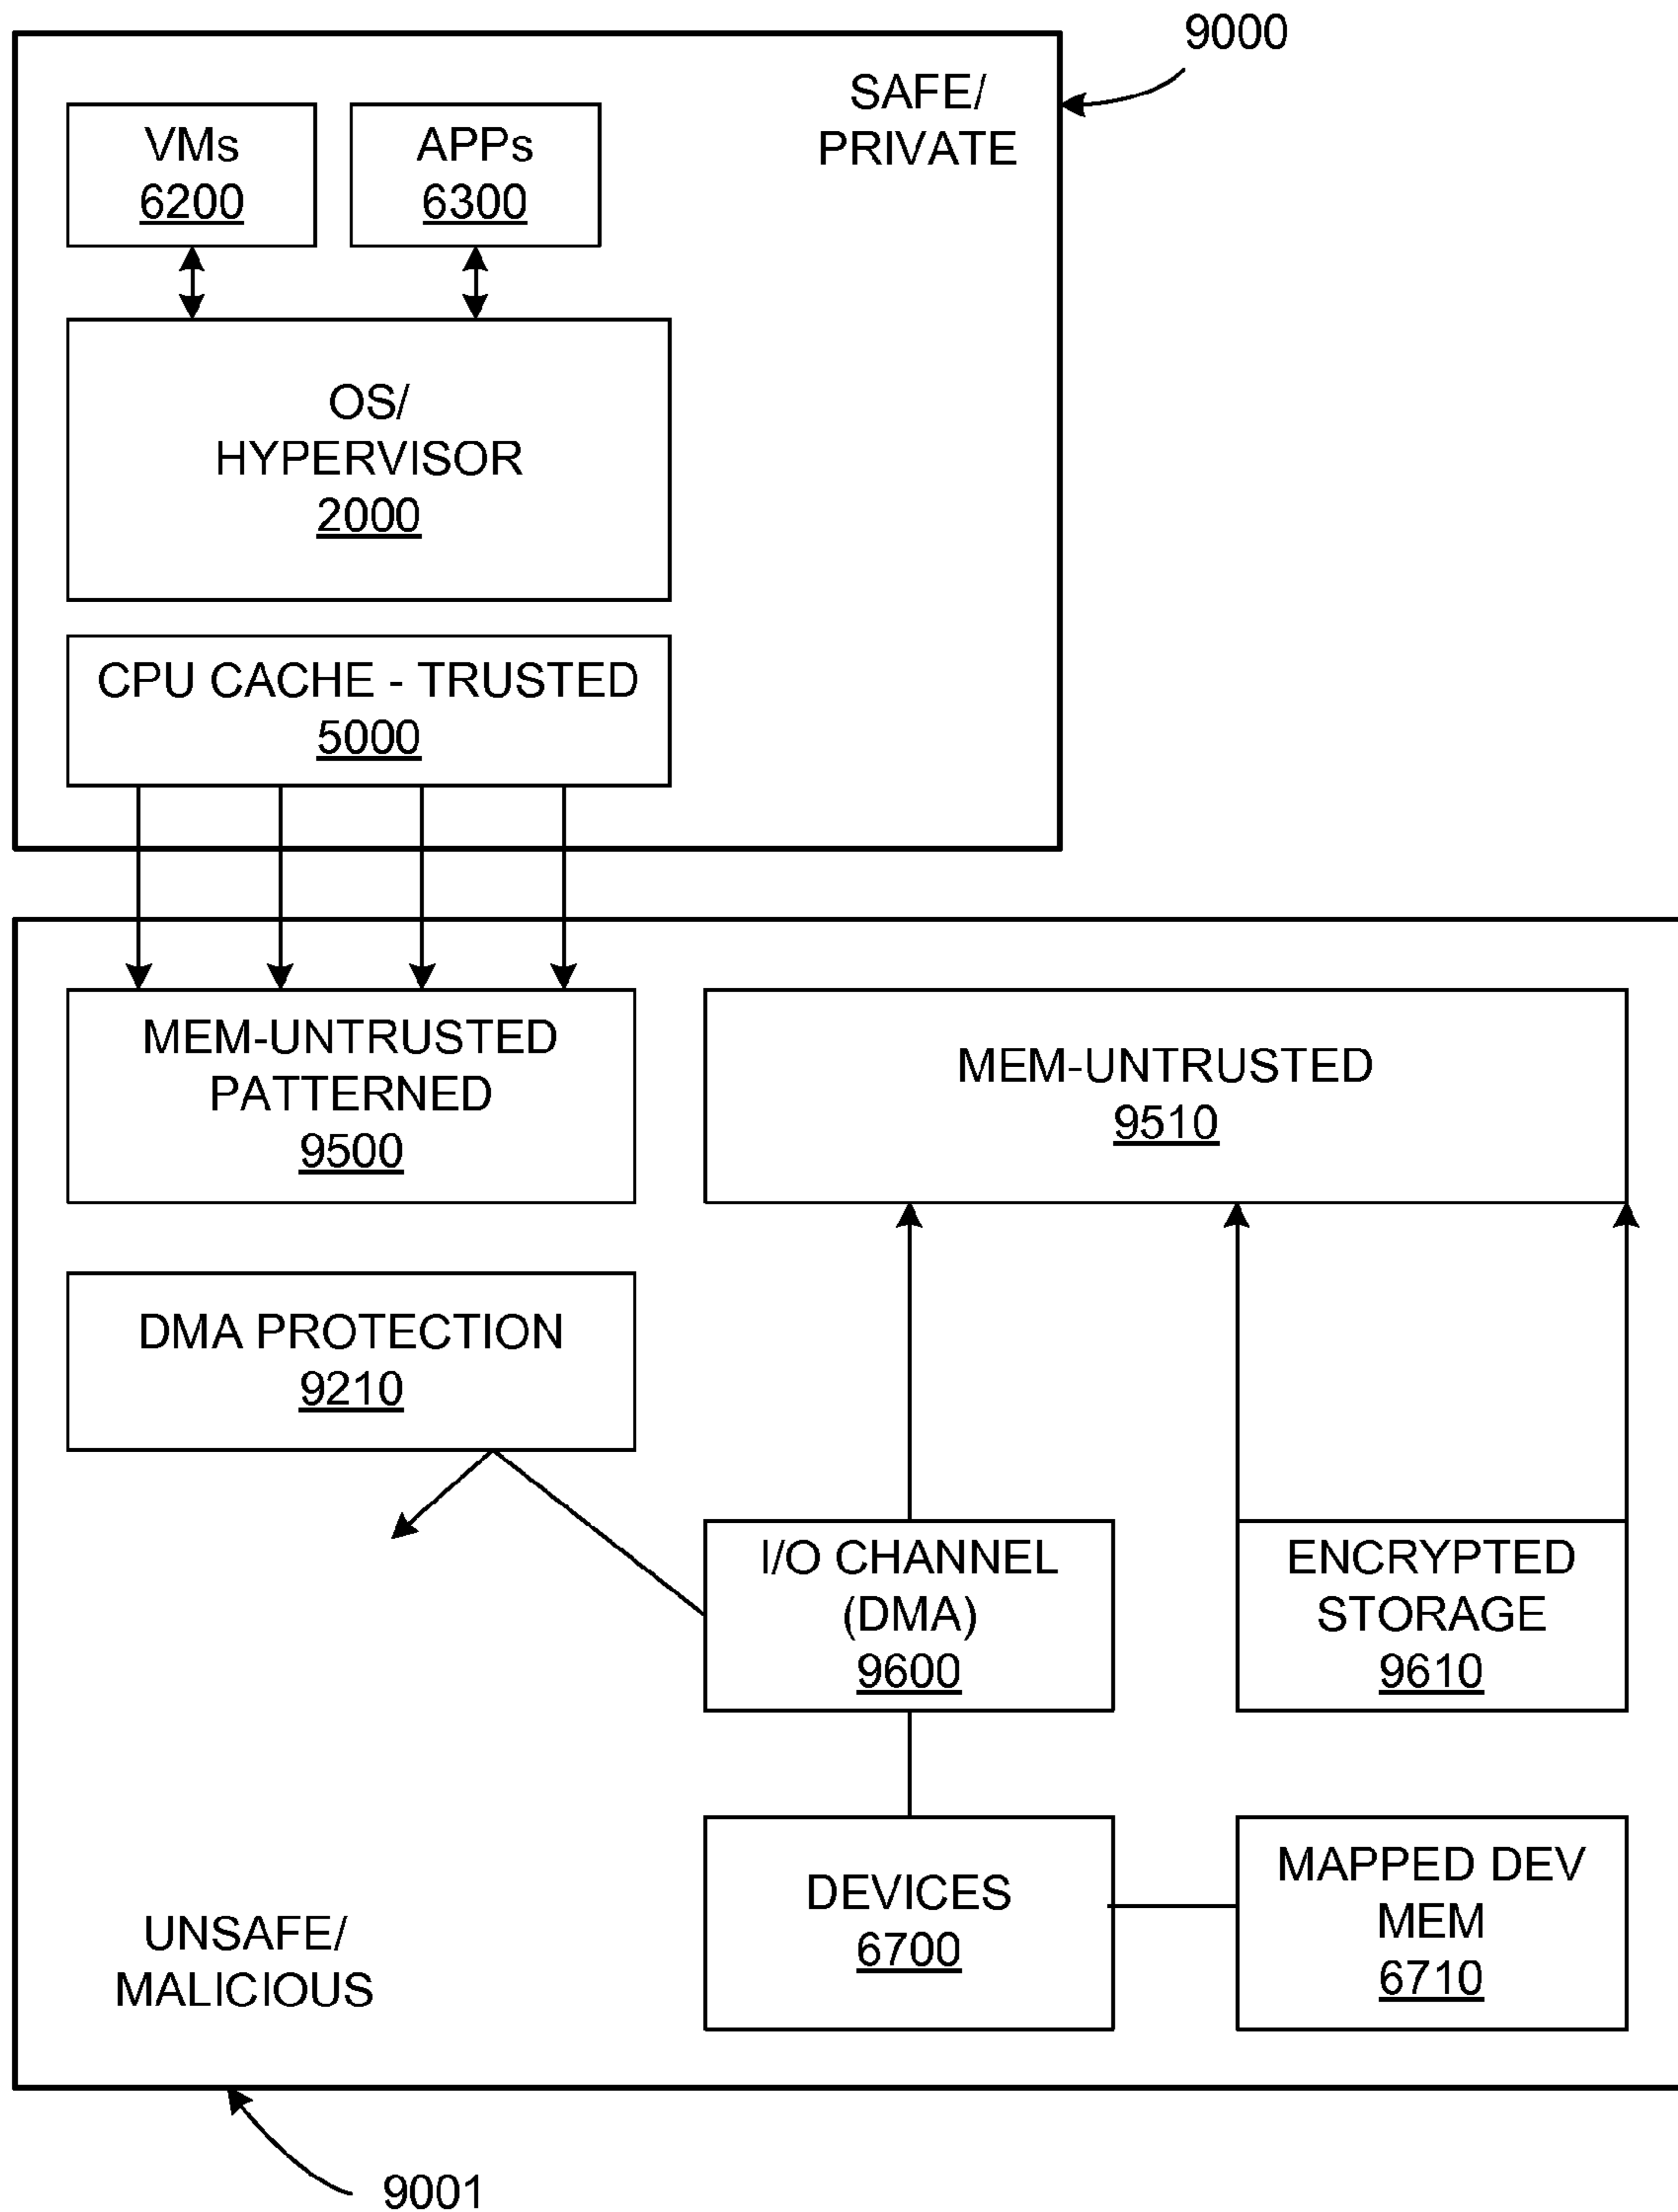 9000
SAFE/
PRIVATE
VMs
6200
APPs
6300
OS/
HYPERVISOR
2000
CPU CACHE - TRUSTED
5000
MEM-UNTRUSTED
PATTERNED
9500
MEM-UNTRUSTED
9510
DMA PROTECTION
9210
I/O CHANNEL
(DMA)
9600
ENCRYPTED
STORAGE
9610
DEVICES
6700
MAPPED DEV
MEM
6710
UNSAFE/
MALICIOUS
9001